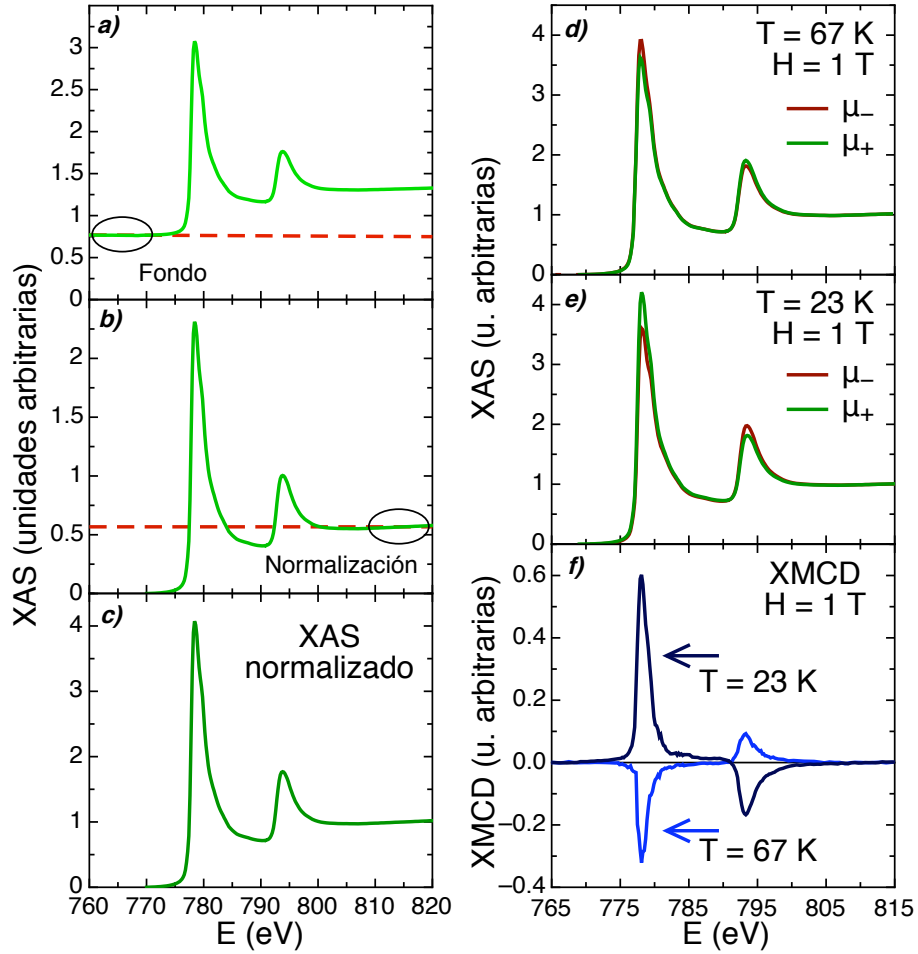 a)
3
2.5
2
1.5
1
0.5
0
Fondo
b)
2
1.5
1
0.5
0
Normalización
c)
XAS
normalizado
4
3
2
1
0
760 770 780 790 800 810 820
E (eV)
XAS (unidades arbitrarias)
d)
T = 67 K
H = 1 T
μ₋
μ₊
4
3
2
1
0
e)
T = 23 K
H = 1 T
μ₋
μ₊
4
3
2
1
0
XAS (u. arbitrarias)
f)
XMCD
H = 1 T
T = 23 K
T = 67 K
0.6
0.4
0.2
0.0
−0.2
−0.4
XMCD (u. arbitrarias)
765 775 785 795 805 815
E (eV)